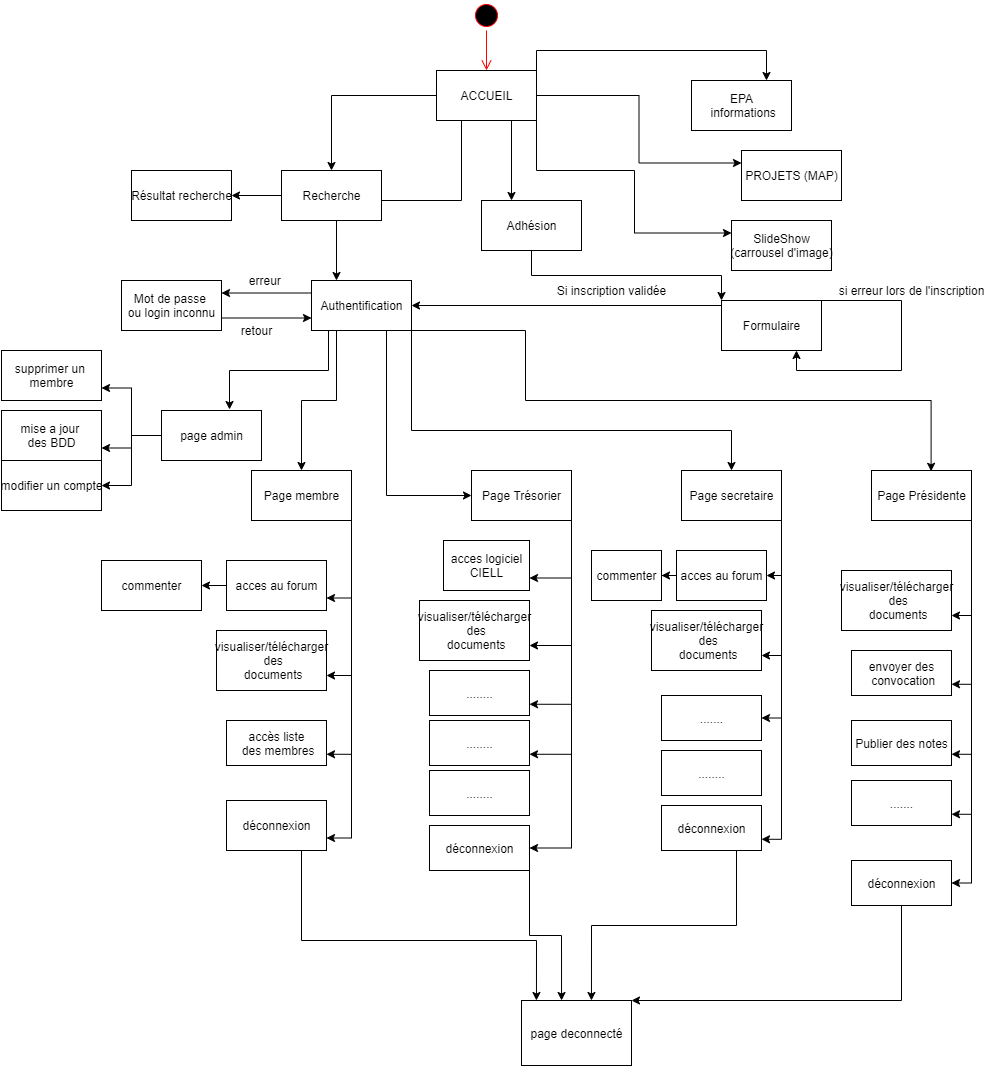 ACCUEIL
EPA
informations
PROJETS (MAP)
Résultat recherche
Recherche
Adhésion
SlideShow
(carrousel d'image)
erreur
Mot de passe
ou login inconnu
retour
Authentification
Si inscription validée
si erreur lors de l'inscription
Formulaire
supprimer un
membre
mise a jour
des BDD
modifier un compte
page admin
Page membre
Page Trésorier
Page secretaire
Page Présidente
commenter
acces au forum
visualiser/télécharger
des
documents
accès liste
des membres
déconnexion
acces logiciel
CIELL
visualiser/télécharger
des
documents
........
........
........
déconnexion
commenter
acces au forum
visualiser/télécharger
des
documents
.......
........
déconnexion
visualiser/télécharger
des
documents
envoyer des
convocation
Publier des notes
.......
déconnexion
page deconnecté